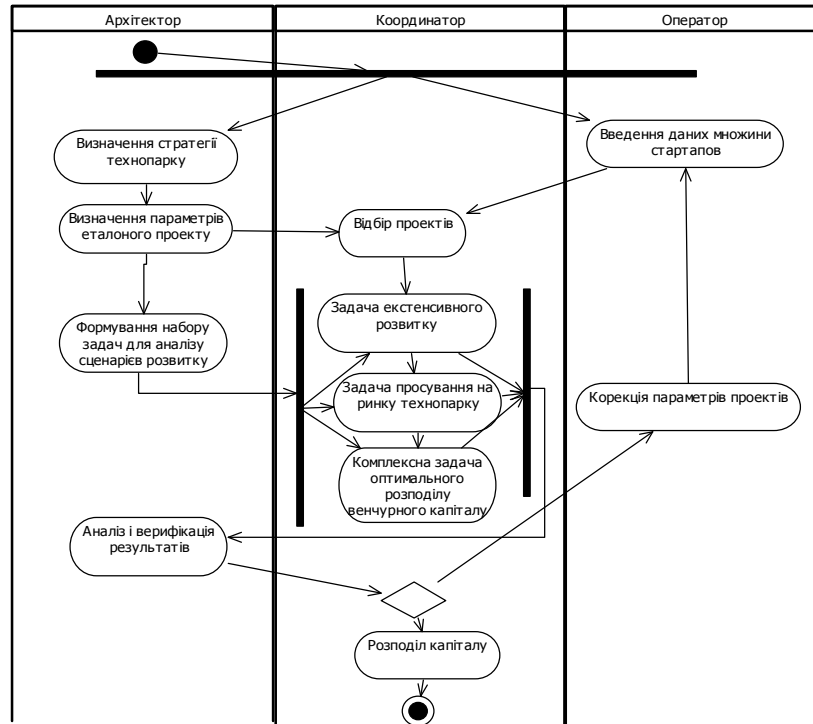 Архітектор
Координатор
Оператор
Визначення стратегії
технопарку
Введення даних множини
стартапов
Визначення параметрів
еталоного проекту
Відбір проектів
Задача екстенсивного
розвитку
Формування набору
задач для аналізу
сценаріїв розвитку
Задача просування на
ринку технопарку
Корекція параметрів проектів
Комплексна задача
оптимального
розподілу
венчурного капіталу
Аналіз і верифікація
результатів
Розподіл капіталу